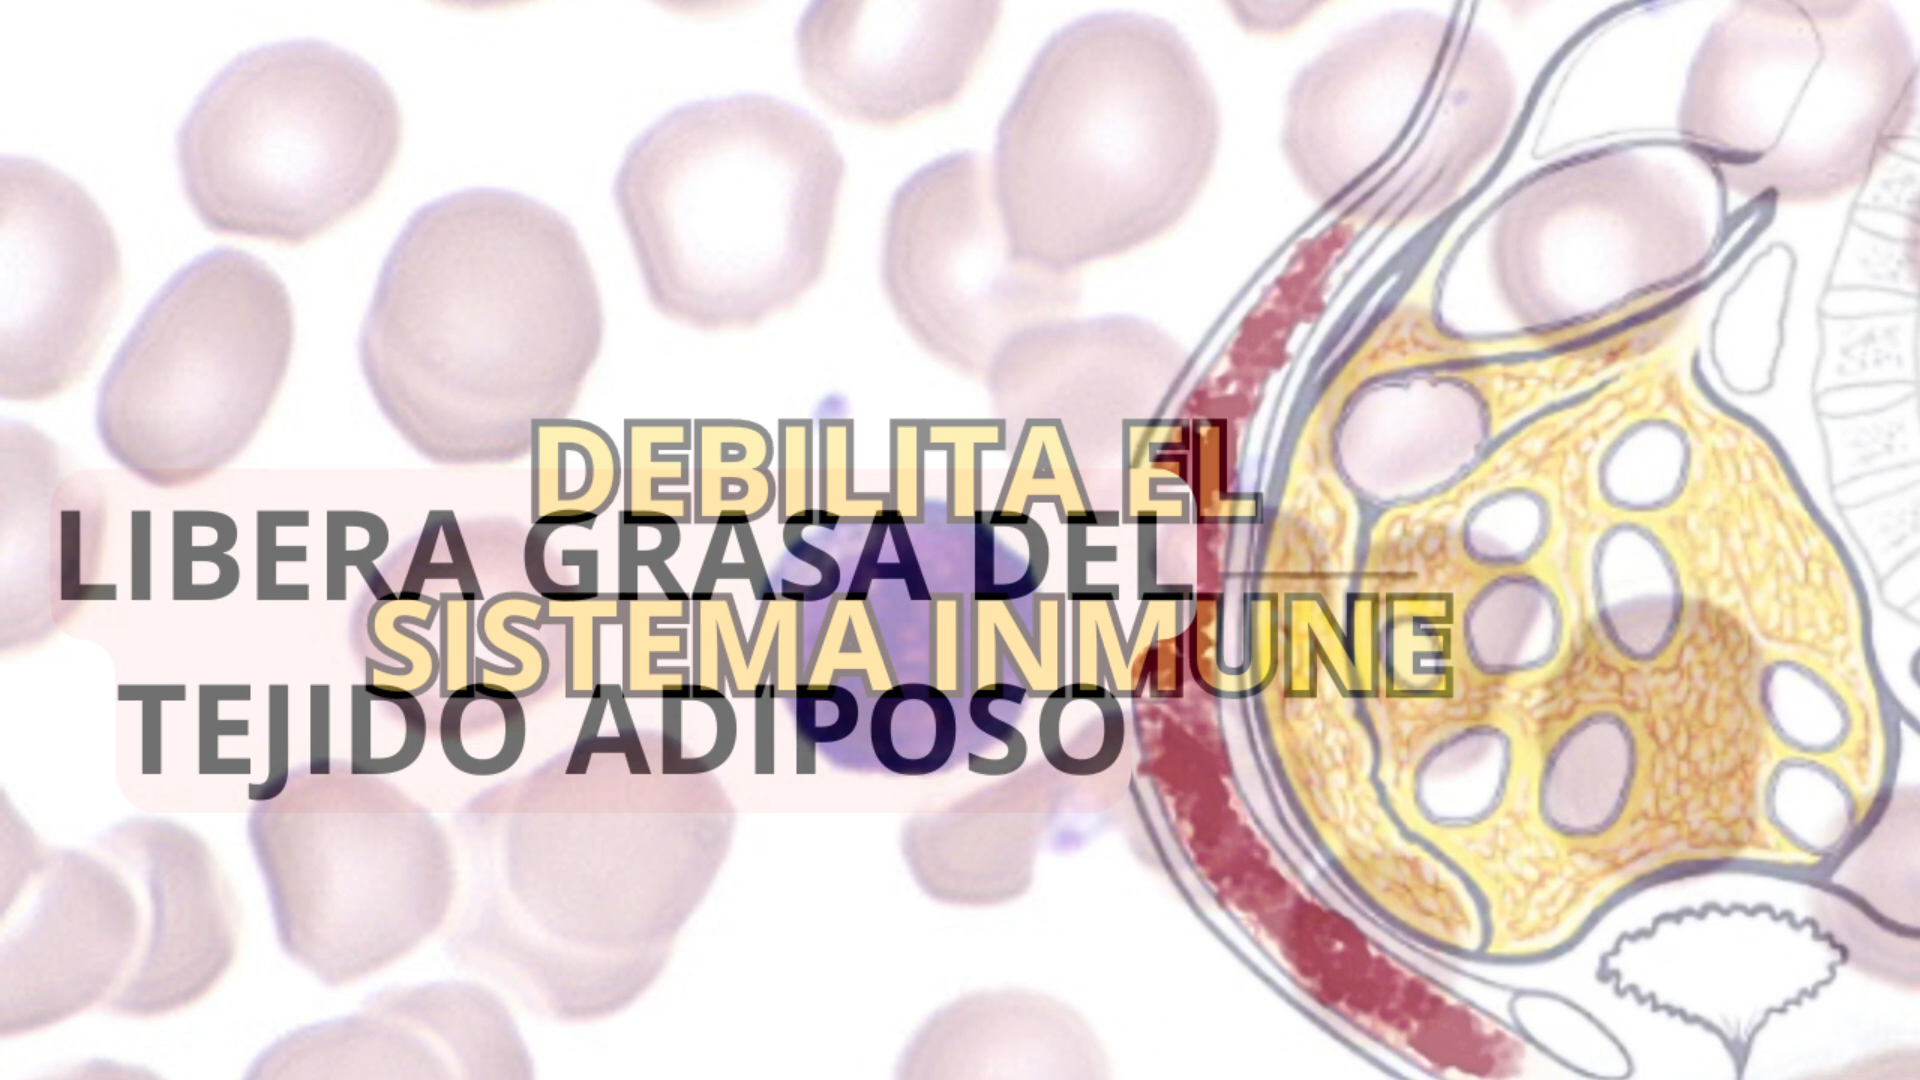 DEBILITA EL
SISTEMA INMUNE
LIBERA GRASA DEL
TEJIDO ADIPOSO